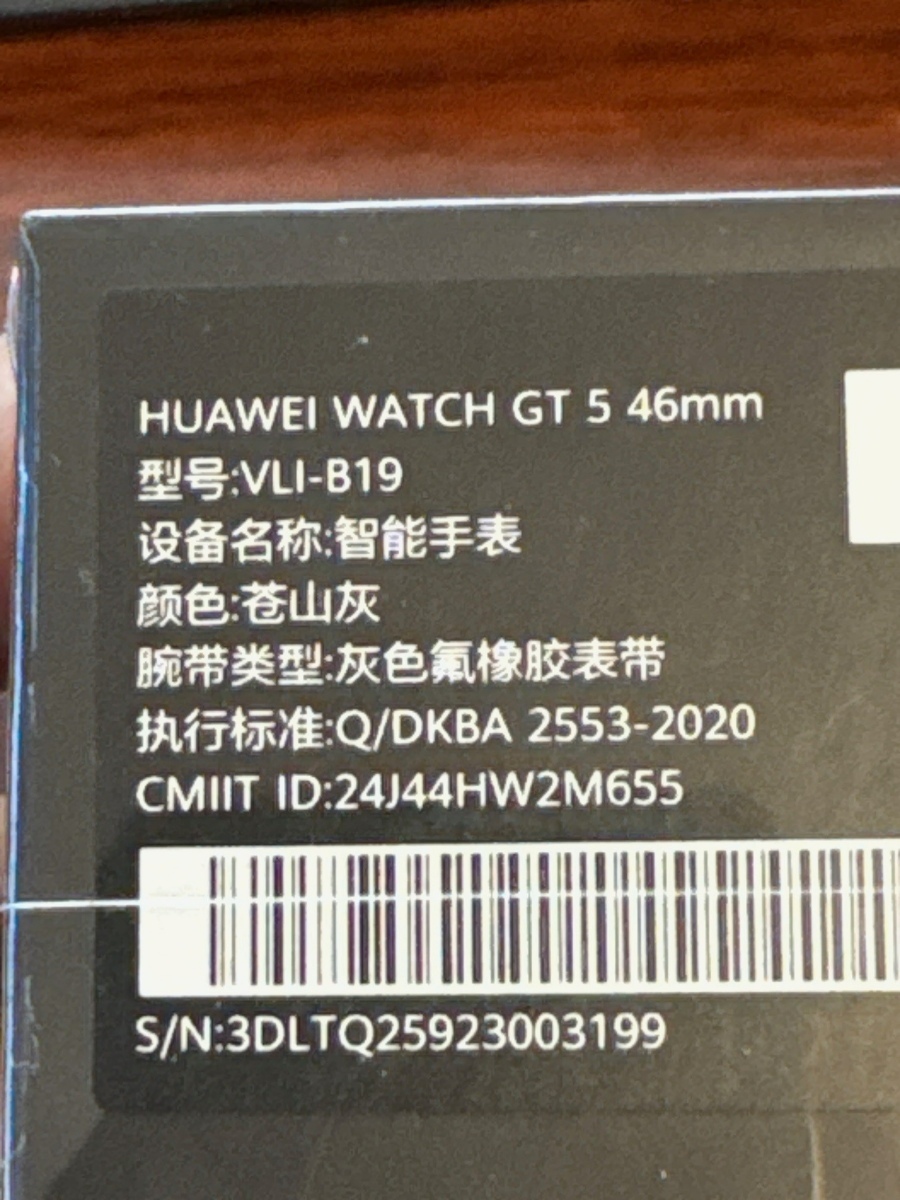 HUAWEI WATCH GT 5 46mm
型号:VLI-B19
设备名称:智能手表
颜色:苍山灰
腕带类型:灰色氟橡胶表带
执行标准:Q/DKBA 2553-2020
CMIIT ID:24J44HW2M655
S/N:3DLTQ25923003199